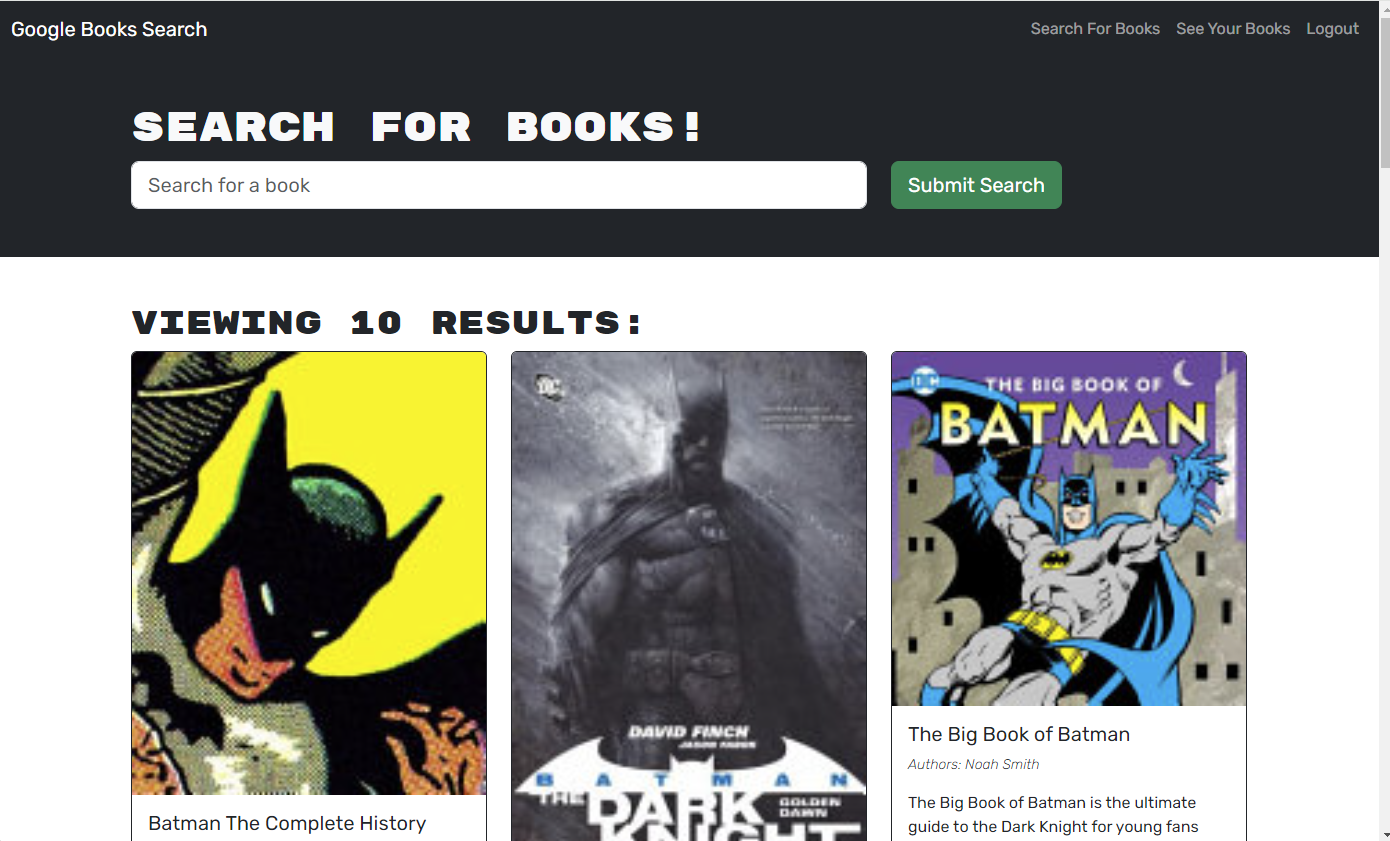 Google Books Search
Search For Books
See Your Books
Logout
SEARCH FOR BOOKS!
Search for a book
Submit Search
VIEWING 10 RESULTS:
Batman The Complete History
DC
DAVID FINCH
BATMAN
THE DARK KNIGHT
GOLDEN DAWN
DC
THE BIG BOOK OF
BATMAN
The Big Book of Batman
Authors: Noah Smith
The Big Book of Batman is the ultimate
guide to the Dark Knight for young fans